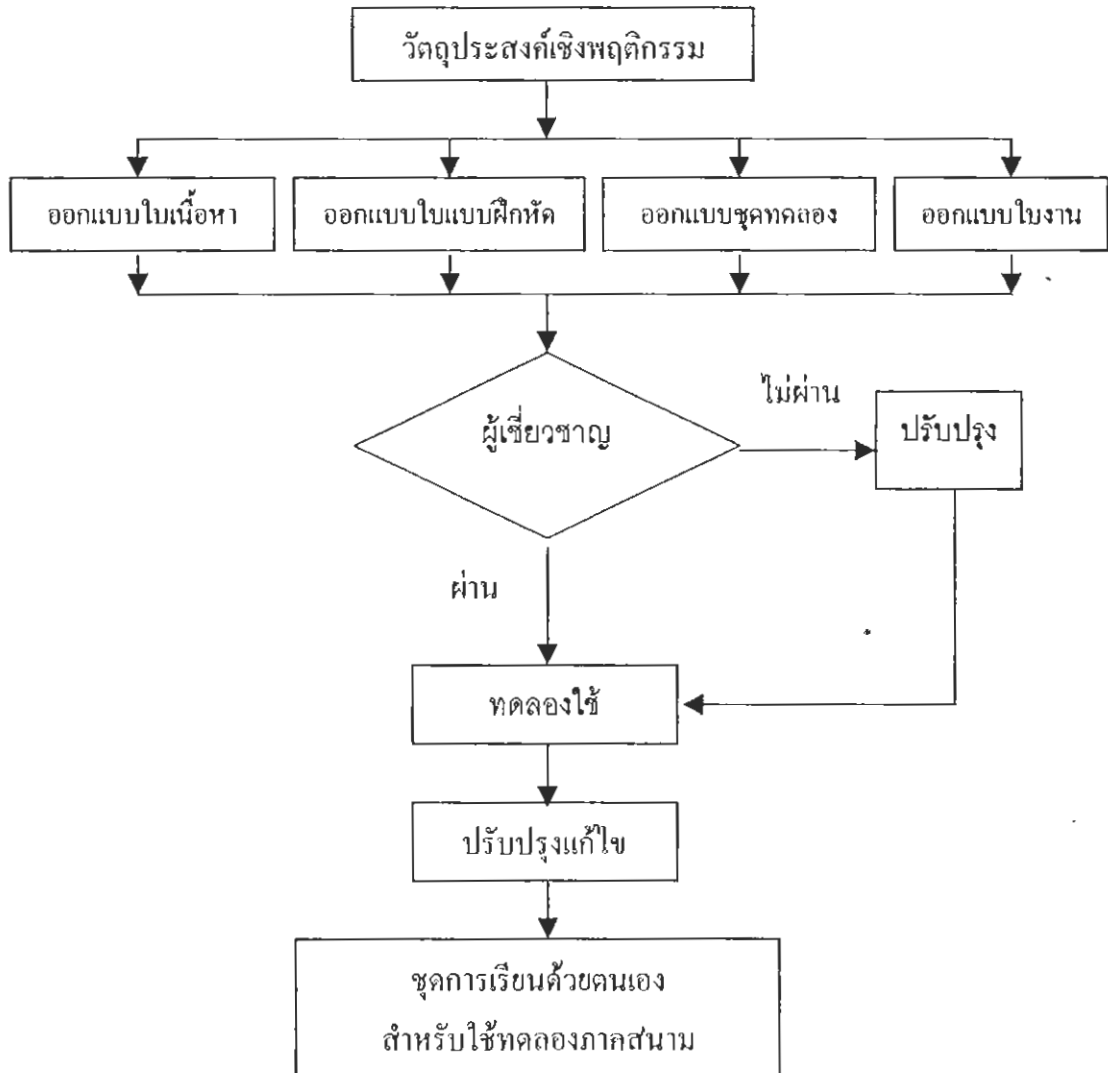 วัตถุประสงค์เชิงพฤติกรรม
ออกแบบใบเนื้อหา
ออกแบบใบแบบฝึกหัด
ออกแบบชุดทดลอง
ออกแบบใบงาน
ผู้เชี่ยวชาญ
ไม่ผ่าน
ปรับปรุง
ผ่าน
ทดลองใช้
ปรับปรุงแก้ไข
ชุดการเรียนด้วยตนเอง
สำหรับใช้ทดลองภาคสนาม